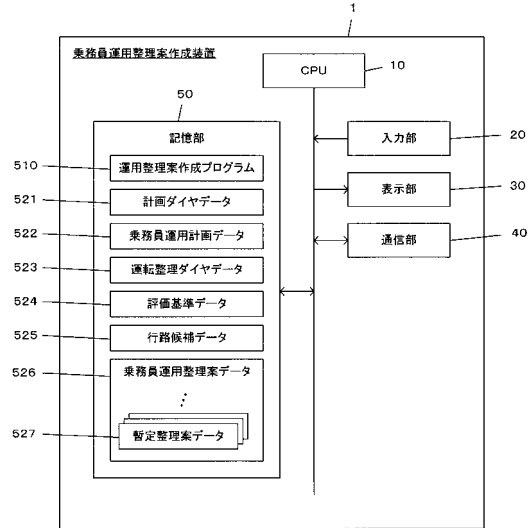 1
乗務員運用整理案作成装置
CPU
10
50
記憶部
入力部
20
510
運用整理案作成プログラム
表示部
30
521
計画ダイヤデータ
522
乗務員運用計画データ
通信部
40
523
運転整理ダイヤデータ
524
評価基準データ
525
行路候補データ
526
乗務員運用整理案データ
527
暫定整理案データ